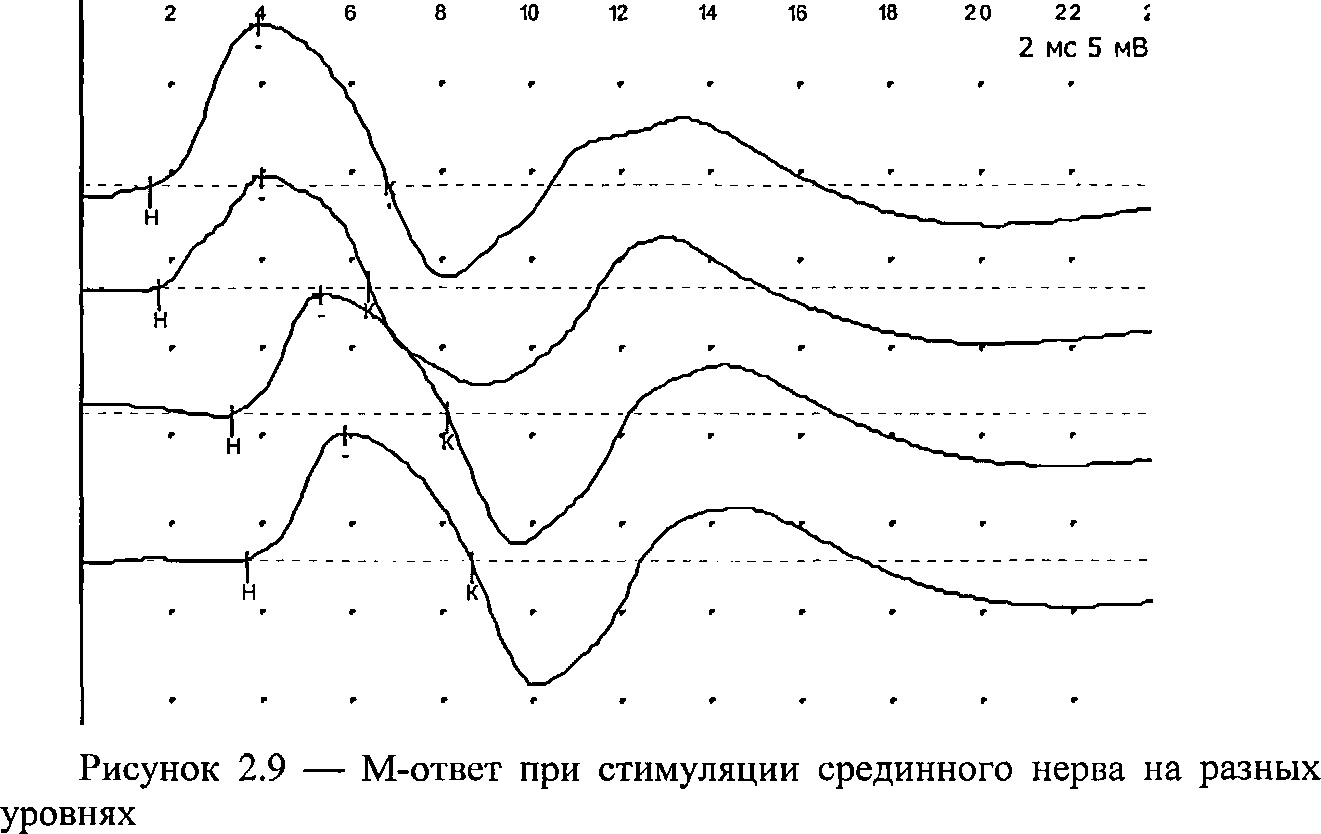 2 4 6 8 10 12 14 16 18 20 22
2 мс 5 мВ
К
Н
Н К
Н К
Н К
Рисунок 2.9 — М-ответ при стимуляции срединного нерва на разных
уровнях